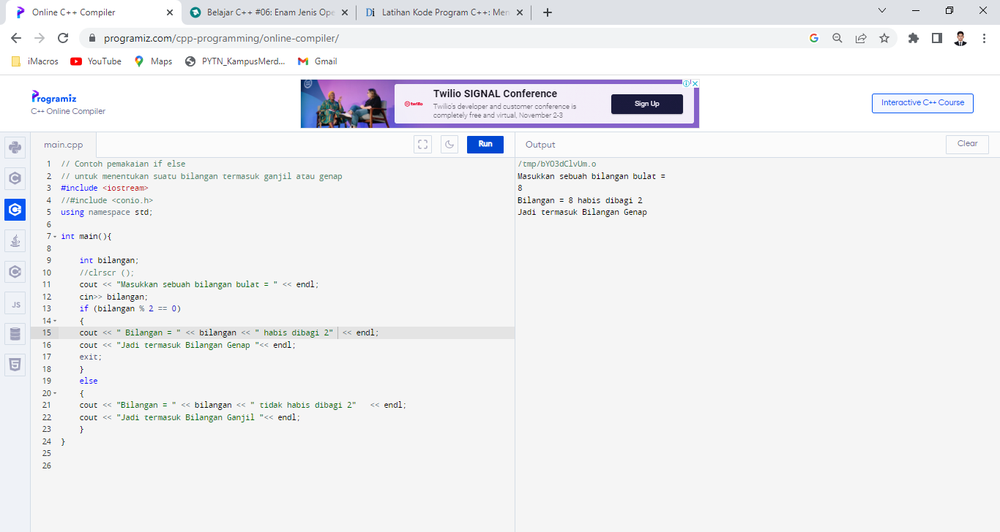 Online C++ Compiler
Belajar C++ #06: Enam Jenis Ope
Latihan Kode Program C++: Men
programiz.com/cpp-programming/online-compiler/
iMacros
YouTube
Maps
PYTN_KampusMerd...
Gmail
Programiz
C++ Online Compiler
Twilio SIGNAL Conference
twilio
Twilio's developer and customer conference is
completely free and virtual, November 2-3
Sign Up
Interactive C++ Course
main.cpp
Run
Output
Clear
1 // Contoh pemakaian if else
2 // untuk menentukan suatu bilangan termasuk ganjil atau genap
3 #include <iostream>
4 //#include <conio.h>
5 using namespace std;
6
7 int main(){
8
9 int bilangan;
10 //clrscr ();
11 cout << "Masukkan sebuah bilangan bulat = " << endl;
12 cin>> bilangan;
13 if (bilangan % 2 == 0)
14 {
15 cout << " Bilangan = " << bilangan << " habis dibagi 2" << endl;
16 cout << "Jadi termasuk Bilangan Genap "<< endl;
17 exit;
18 }
19 else
20 {
21 cout << "Bilangan = " << bilangan << " tidak habis dibagi 2" << endl;
22 cout << "Jadi termasuk Bilangan Ganjil "<< endl;
23 }
24 }
25
26
JS
/tmp/bYO3dClvUm.o
Masukkan sebuah bilangan bulat =
8
Bilangan = 8 habis dibagi 2
Jadi termasuk Bilangan Genap